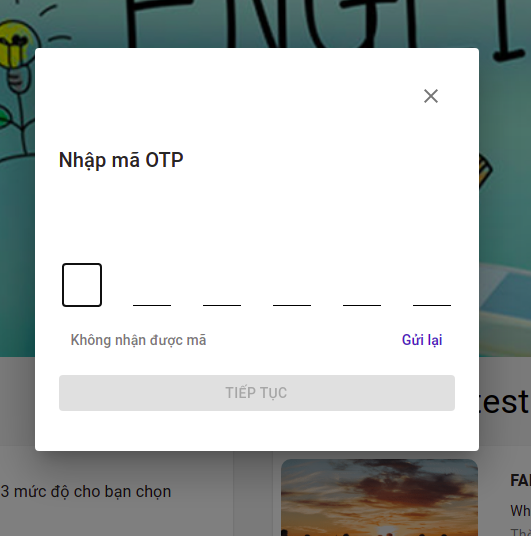 ENGLI
Nhập mã OTP
Không nhận được mã
Gửi lại
TIẾP TỤC
test
3 mức độ cho bạn chọn
FA
Wh